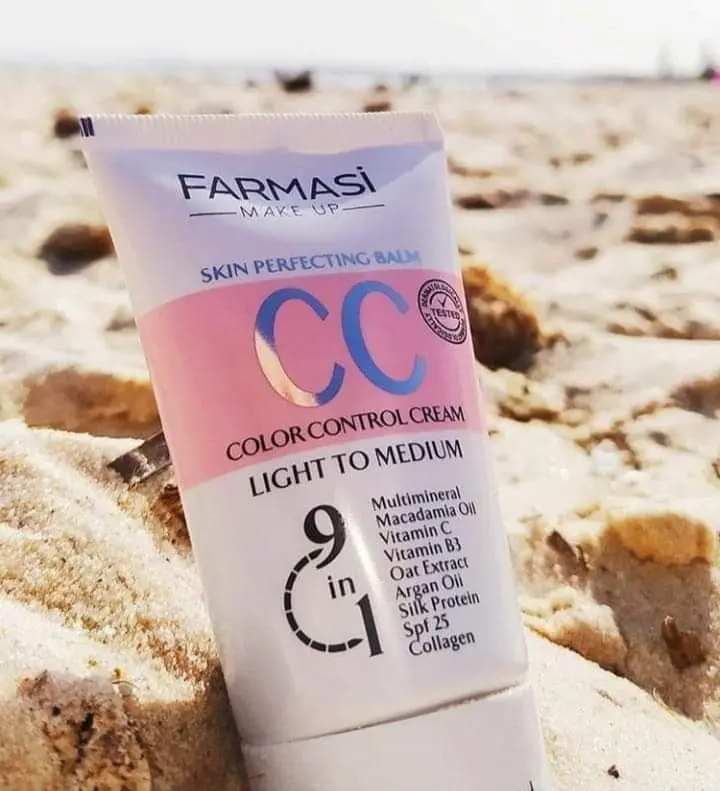 FARMASİ
MAKE UP
SKIN PERFECTING BALM
CC
DERMATOLOGICALLY
TESTED
DERMATOLOGICALLY
COLOR CONTROL CREAM
LIGHT TO MEDIUM
9
in
1
Multimineral
Macadamia Oil
Vitamin C
Vitamin B3
Oat Extract
Argan Oil
Silk Protein
Spf 25
Collagen